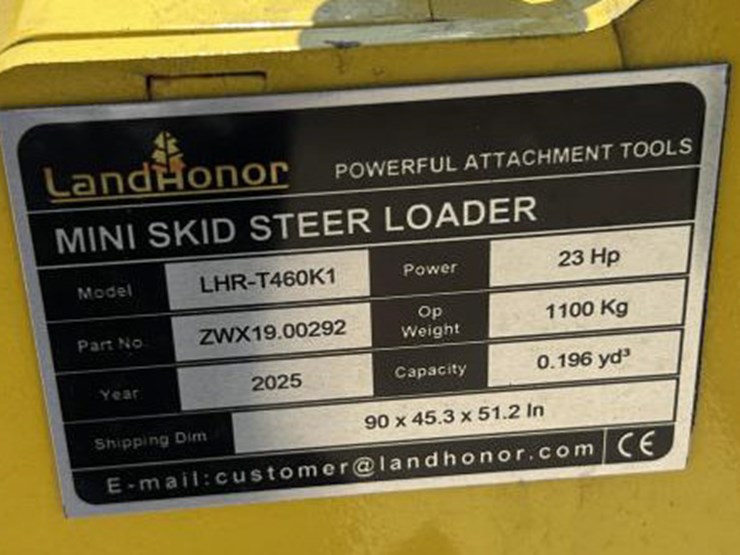 LandHonor POWERFUL ATTACHMENT TOOLS
MINI SKID STEER LOADER
Model LHR-T460K1 Power 23 Hp
Part No. ZWX19.00292 Op Weight 1100 Kg
Year 2025 Capacity 0.196 yd³
Shipping Dim 90 x 45.3 x 51.2 In
E-mail:customer@landhonor.com CE